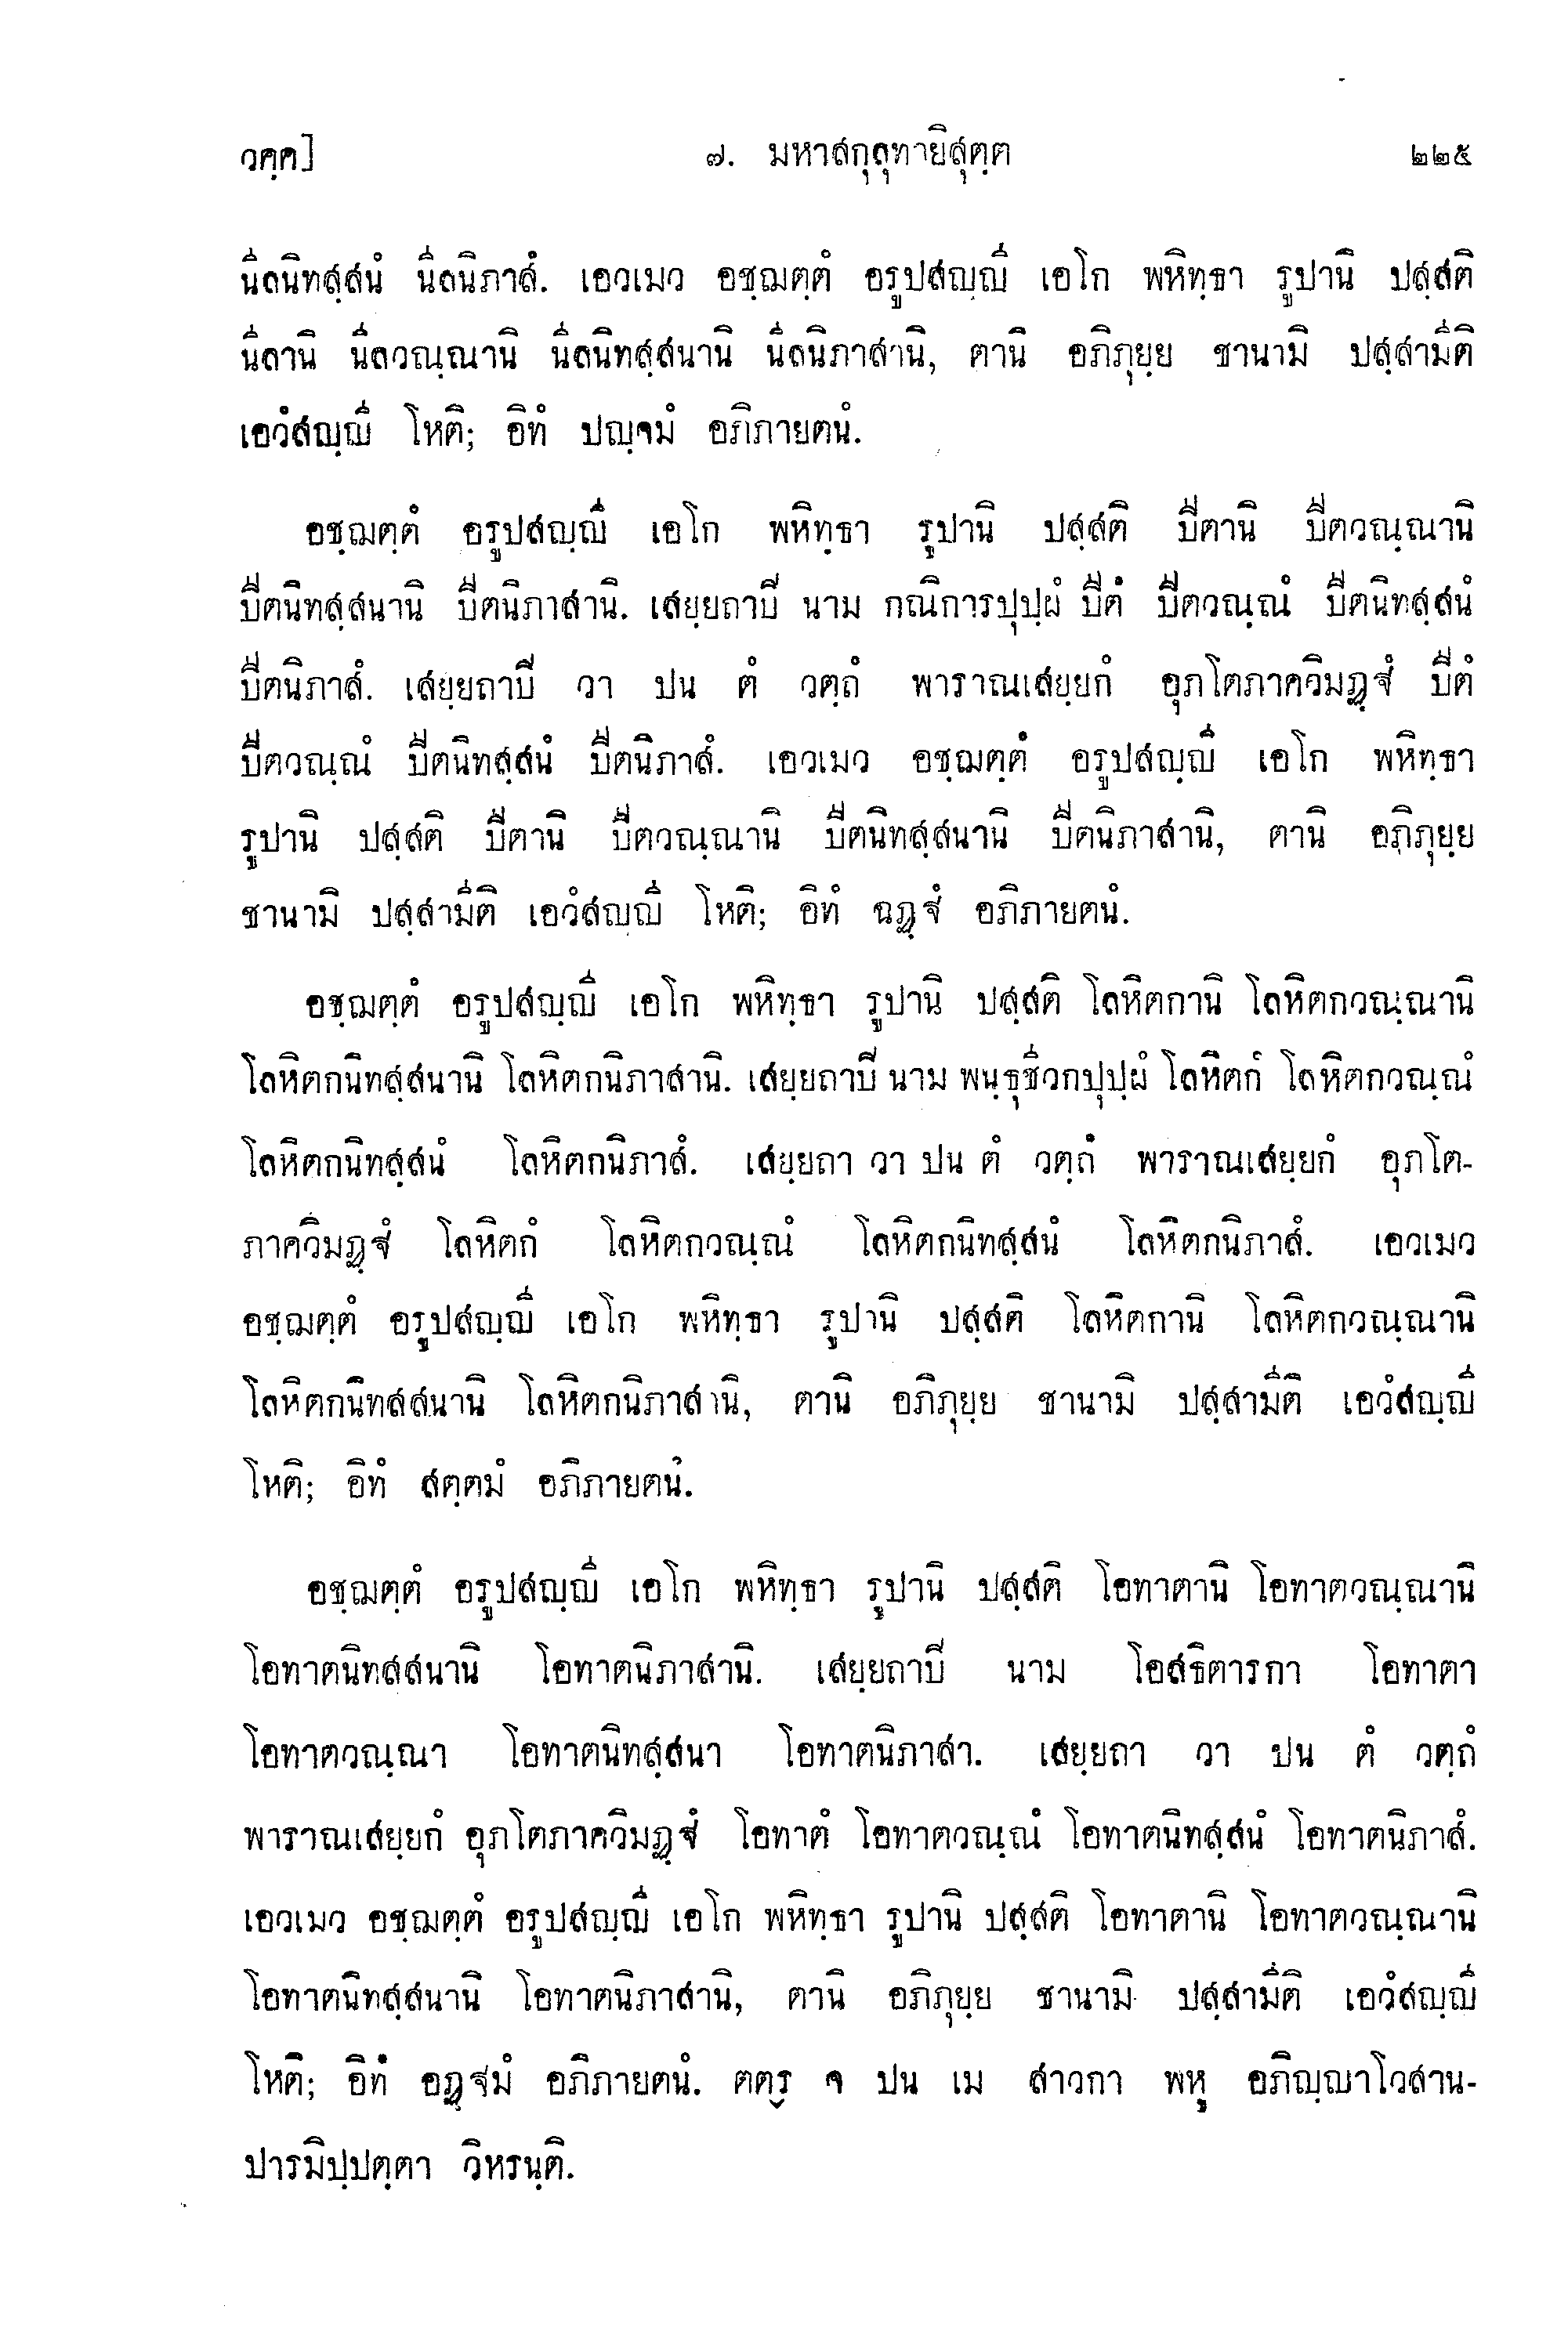 วคฺค]	๗. มหาสกุลุทายิสุตฺต	๒๒๕
นีลนิทสฺสนํ นีลนิภาสํ. เอวเมว อชฺฌตฺตํ อรูปสญฺญี เอโก พหิทฺธา รูปานิ ปสฺสติ
นีลานิ นีลวณฺณานิ นีลนิทสฺสนานิ นีลนิภาสานิ, ตานิ อภิภุยฺย ชานามิ ปสฺสามีติ
เอวํสญฺญี โหติ; อิทํ ปญฺจมํ อภิภายตนํ.
อชฺฌตฺตํ อรูปสญฺญี เอโก พหิทฺธา รูปานิ ปสฺสติ ปีตานิ ปีตวณฺณานิ
ปีตนิทสฺสนานิ ปีตนิภาสานิ. เสยฺยถาปิ นาม กณิการปุปฺผํ ปีตํ ปีตวณฺณํ ปีตนิทสฺสนํ
ปีตนิภาสํ. เสยฺยถาปิ วา ปน ตํ วตฺถํ พาราณเสยฺยกํ อุภโตภาควิมฏฺฐํ ปีตํ
ปีตวณฺณํ ปีตนิทสฺสนํ ปีตนิภาสํ. เอวเมว อชฺฌตฺตํ อรูปสญฺญี เอโก พหิทฺธา
รูปานิ ปสฺสติ ปีตานิ ปีตวณฺณานิ ปีตนิทสฺสนานิ ปีตนิภาสานิ, ตานิ อภิภุยฺย
ชานามิ ปสฺสามีติ เอวํสญฺญี โหติ; อิทํ ฉฏฺฐํ อภิภายตนํ.
อชฺฌตฺตํ อรูปสญฺญี เอโก พหิทฺธา รูปานิ ปสฺสติ โลหิตกานิ โลหิตกวณฺณานิ
โลหิตกนิทสฺสนานิ โลหิตกนิภาสานิ. เสยฺยถาปิ นาม พนฺธุชีวกปุปฺผํ โลหิตกํ โลหิตกวณฺณํ
โลหิตกนิทสฺสนํ โลหิตกนิภาสํ. เสยฺยถา วา ปน ตํ วตฺถํ พาราณเสยฺยกํ อุภโต-
ภาควิมฏฺฐํ โลหิตกํ โลหิตกวณฺณํ โลหิตกนิทสฺสนํ โลหิตกนิภาสํ. เอวเมว
อชฺฌตฺตํ อรูปสญฺญี เอโก พหิทฺธา รูปานิ ปสฺสติ โลหิตกานิ โลหิตกวณฺณานิ
โลหิตกนิทสสนานิ โลหิตกนิภาสานิ, ตานิ อภิภุยฺย ชานามิ ปสฺสามีติ เอวํสญฺญี
โหติ; อิทํ สตฺตมํ อภิภายตนํ.
อชฺฌตฺตํ อรูปสญฺญี เอโก พหิทฺธา รูปานิ ปสฺสติ โอทาตานิ โอทาตวณฺณานิ
โอทาตนิทสสนานิ โอทาตนิภาสานิ. เสยฺยถาปิ นาม โอสธิตารกา โอทาตา
โอทาตวณฺณา โอทาตนิทสฺสนา โอทาตนิภาสา. เสยฺยถา วา ปน ตํ วตฺถํ
พาราณเสยฺยกํ อุภโตภาควิมฏฺฐํ โอทาตํ โอทาตวณฺณํ โอทาตนิทสฺสนํ โอทาตนิภาสํ.
เอวเมว อชฺฌตฺตํ อรูปสญฺญี เอโก พหิทฺธา รูปานิ ปสฺสติ โอทาตานิ โอทาตวณฺณานิ
โอทาตนิทสฺสนานิ โอทาตนิภาสานิ, ตานิ อภิภุยฺย ชานามิ ปสฺสามีติ เอวํสญฺญี
โหติ; อิทํ อฏฺฐมํ อภิภายตนํ. ตตฺร จ ปน เม สาวกา พหู อภิญฺญาโวสาน-
ปารมิปฺปตฺตา วิหรนฺติ.